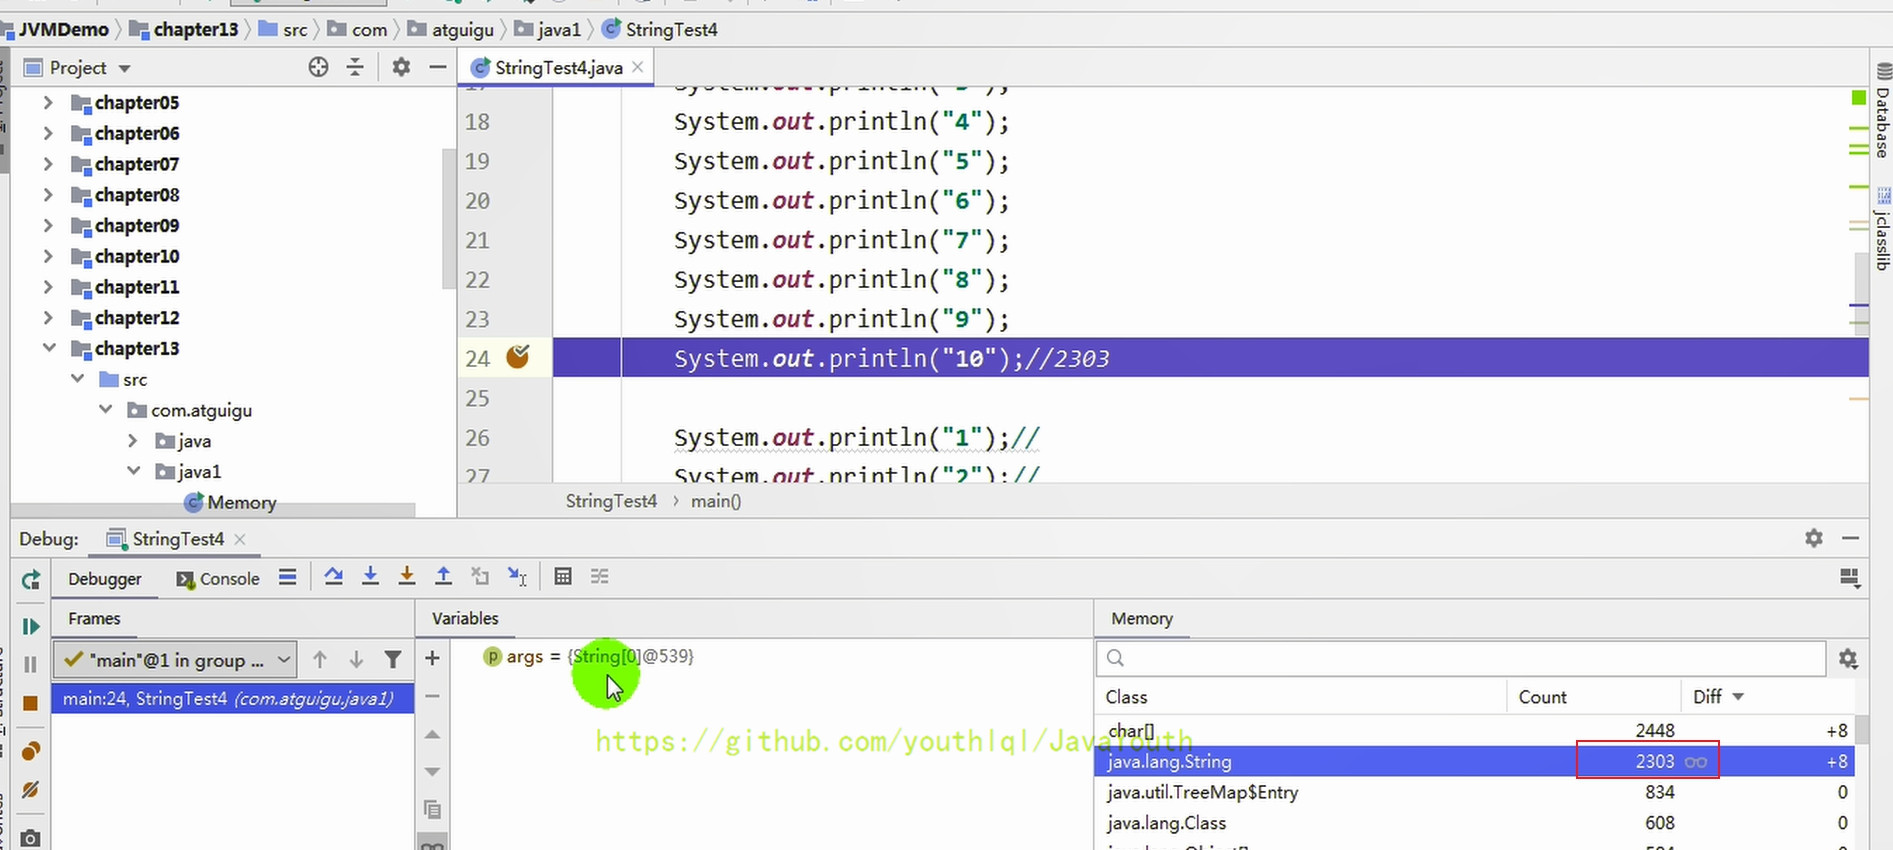 JVMDemo chapter13 src com atguigu java1 StringTest4
Project
StringTest4.java
chapter05
chapter06
chapter07
chapter08
chapter09
chapter10
chapter11
chapter12
chapter13
src
com.atguigu
java
java1
Memory
18 System.out.println("4");
19 System.out.println("5");
20 System.out.println("6");
21 System.out.println("7");
22 System.out.println("8");
23 System.out.println("9");
24 System.out.println("10");//2303
25
26 System.out.println("1");//
27 System.out.println("2");//
StringTest4 > main()
Database
jclasslib
Debug: StringTest4
Debugger Console
Frames
Variables
Memory
"main"@1 in group ...
main:24, StringTest4 (com.atguigu.java1)
args = {String[0]@539}
https://github.com/youthlql/JavaYouth
Class Count Diff
char[] 2448 +8
java.lang.String 2303 +8
java.util.TreeMap$Entry 834 0
java.lang.Class 608 0